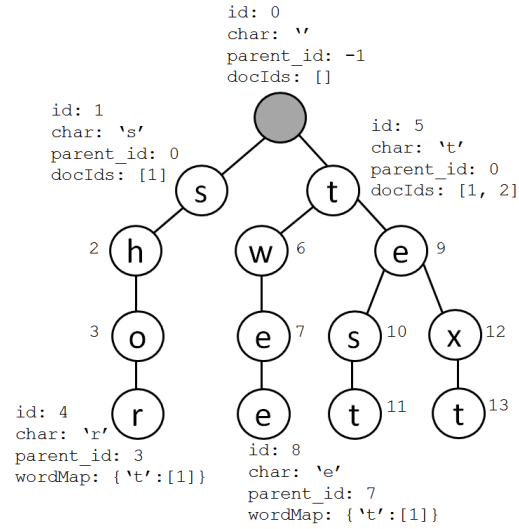 id: 0
char: ‘’
parent_id: -1
docIds: []
id: 1
char: ‘s’
parent_id: 0
docIds: [1]
id: 5
char: ‘t’
parent_id: 0
docIds: [1, 2]
s
t
2
h
w
6
e
9
3
o
e
7
s
10
x
12
r
e
t
11
t
13
id: 4
char: ‘r’
parent_id: 3
wordMap: {‘t’:[1]}
id: 8
char: ‘e’
parent_id: 7
wordMap: {‘t’:[1]}